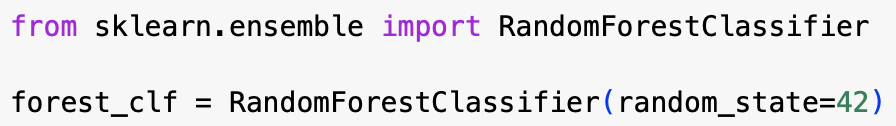 from sklearn.ensemble import RandomForestClassifier
forest_clf = RandomForestClassifier(random_state=42)